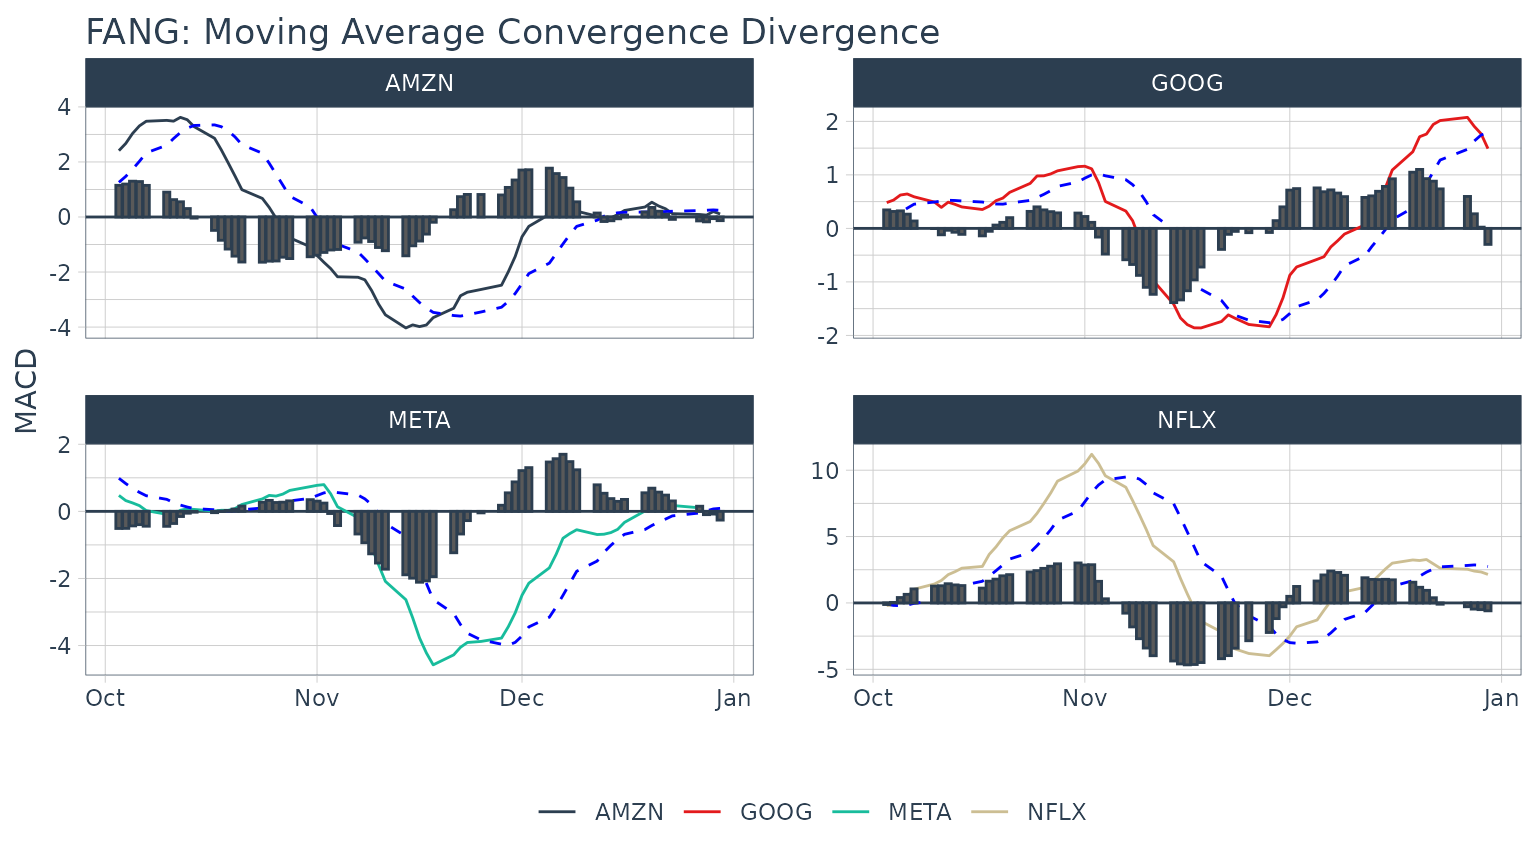 FANG: Moving Average Convergence Divergence
AMZN
4
2
0
-2
-4
GOOG
2
1
0
-1
-2
MACD
META
2
0
-2
-4
Oct Nov Dec Jan
NFLX
10
5
0
-5
Oct Nov Dec Jan
AMZN GOOG META NFLX